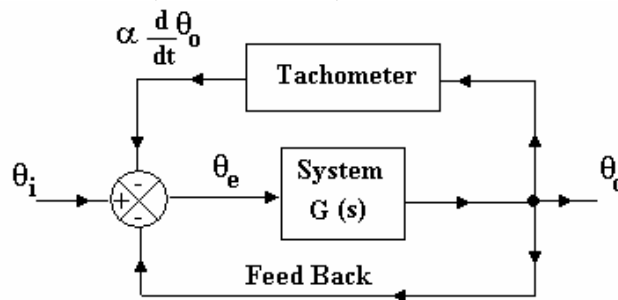 α d/dt θo
Tachometer
θi
+
-
-
θe
System
G (s)
θo
Feed Back